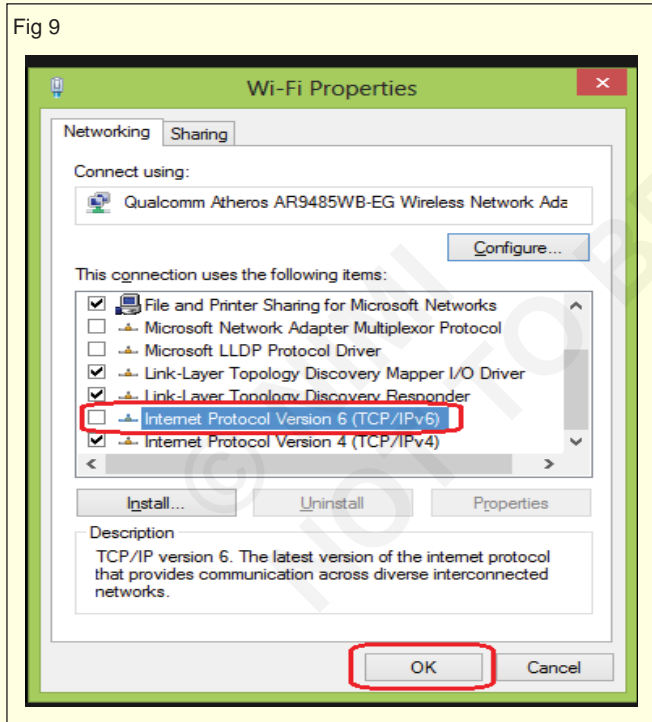 Fig 9
Wi-Fi Properties
Networking
Sharing
Connect using:
Qualcomm Atheros AR9485WB-EG Wireless Network Ada
Configure...
This connection uses the following items:
File and Printer Sharing for Microsoft Networks
Microsoft Network Adapter Multiplexor Protocol
Microsoft LLDP Protocol Driver
Link-Layer Topology Discovery Mapper I/O Driver
Link-Layer Topology Discovery Responder
Internet Protocol Version 6 (TCP/IPv6)
Internet Protocol Version 4 (TCP/IPv4)
Install...
Uninstall
Properties
Description
TCP/IP version 6. The latest version of the internet protocol
that provides communication across diverse interconnected
networks.
OK
Cancel
© NIMI
NOT TO BE